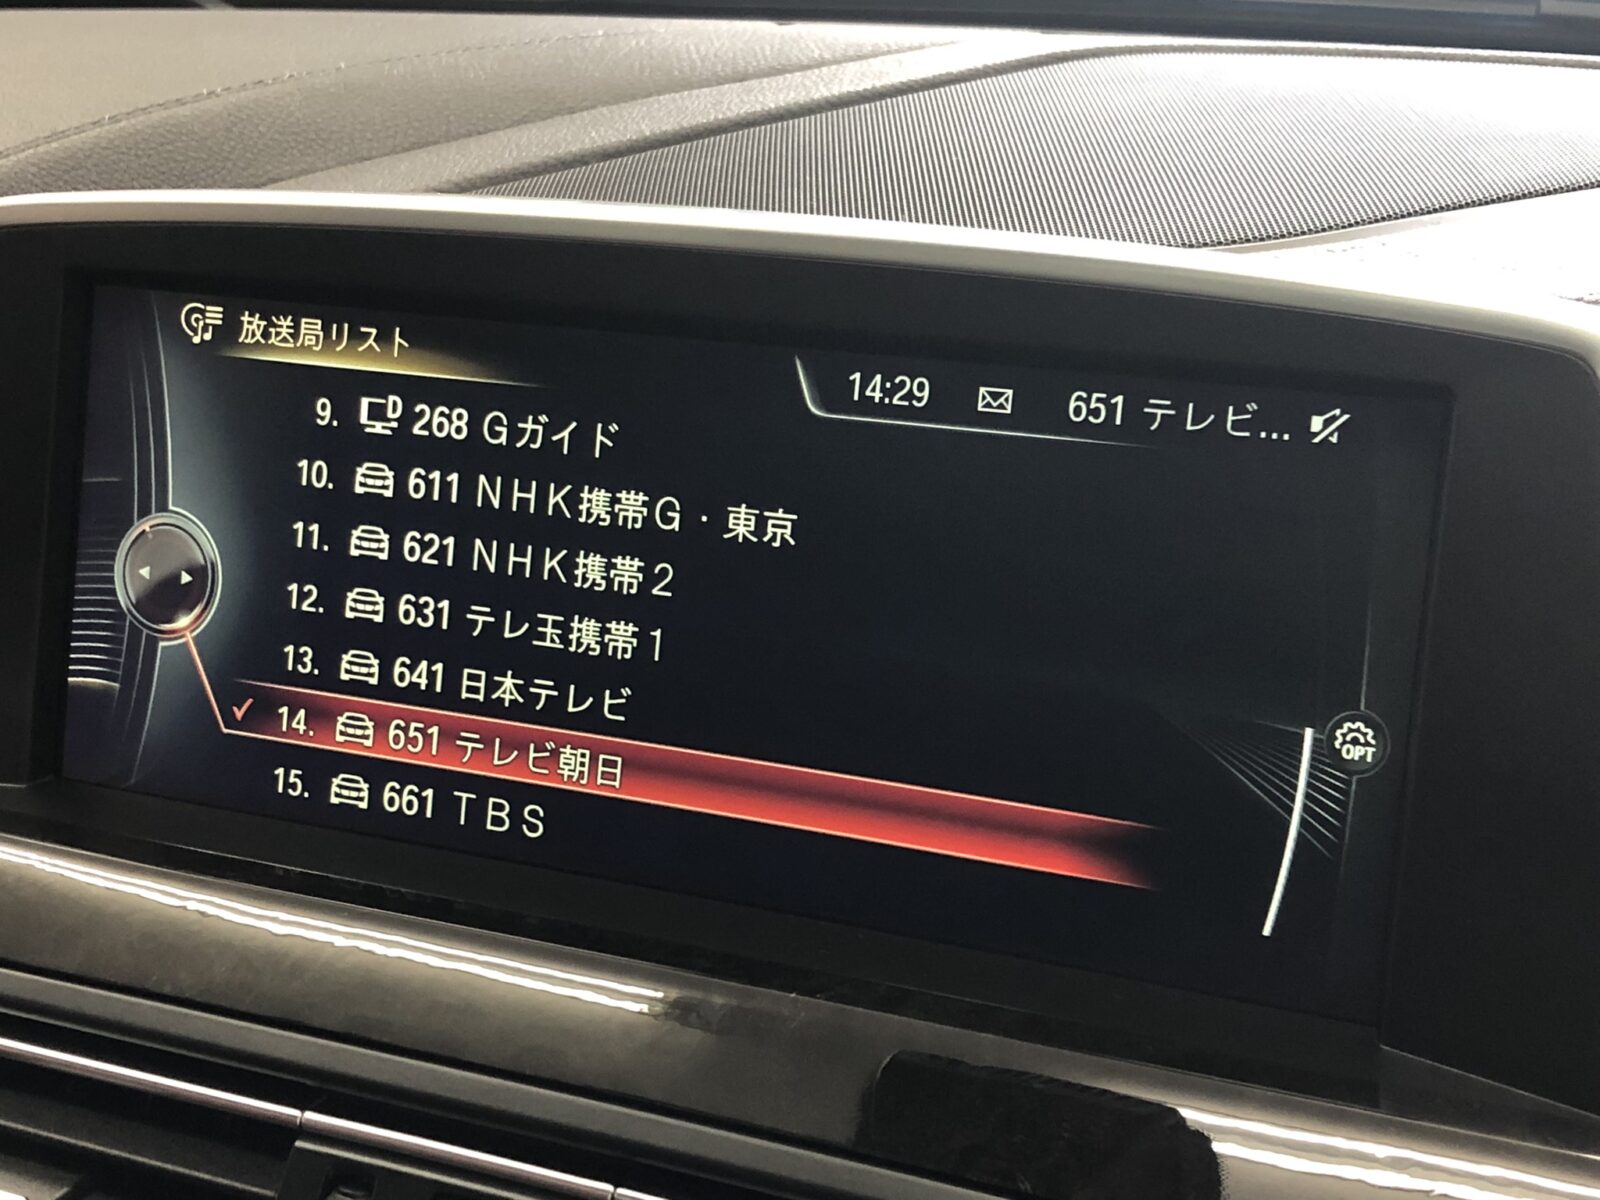 放送局リスト
14:29 651 テレビ...
9. D 268 Gガイド
10. 611 NHK携帯G・東京
11. 621 NHK携帯2
12. 631 テレ玉携帯1
13. 641 日本テレビ
✓ 14. 651 テレビ朝日
15. 661 TBS
OPT